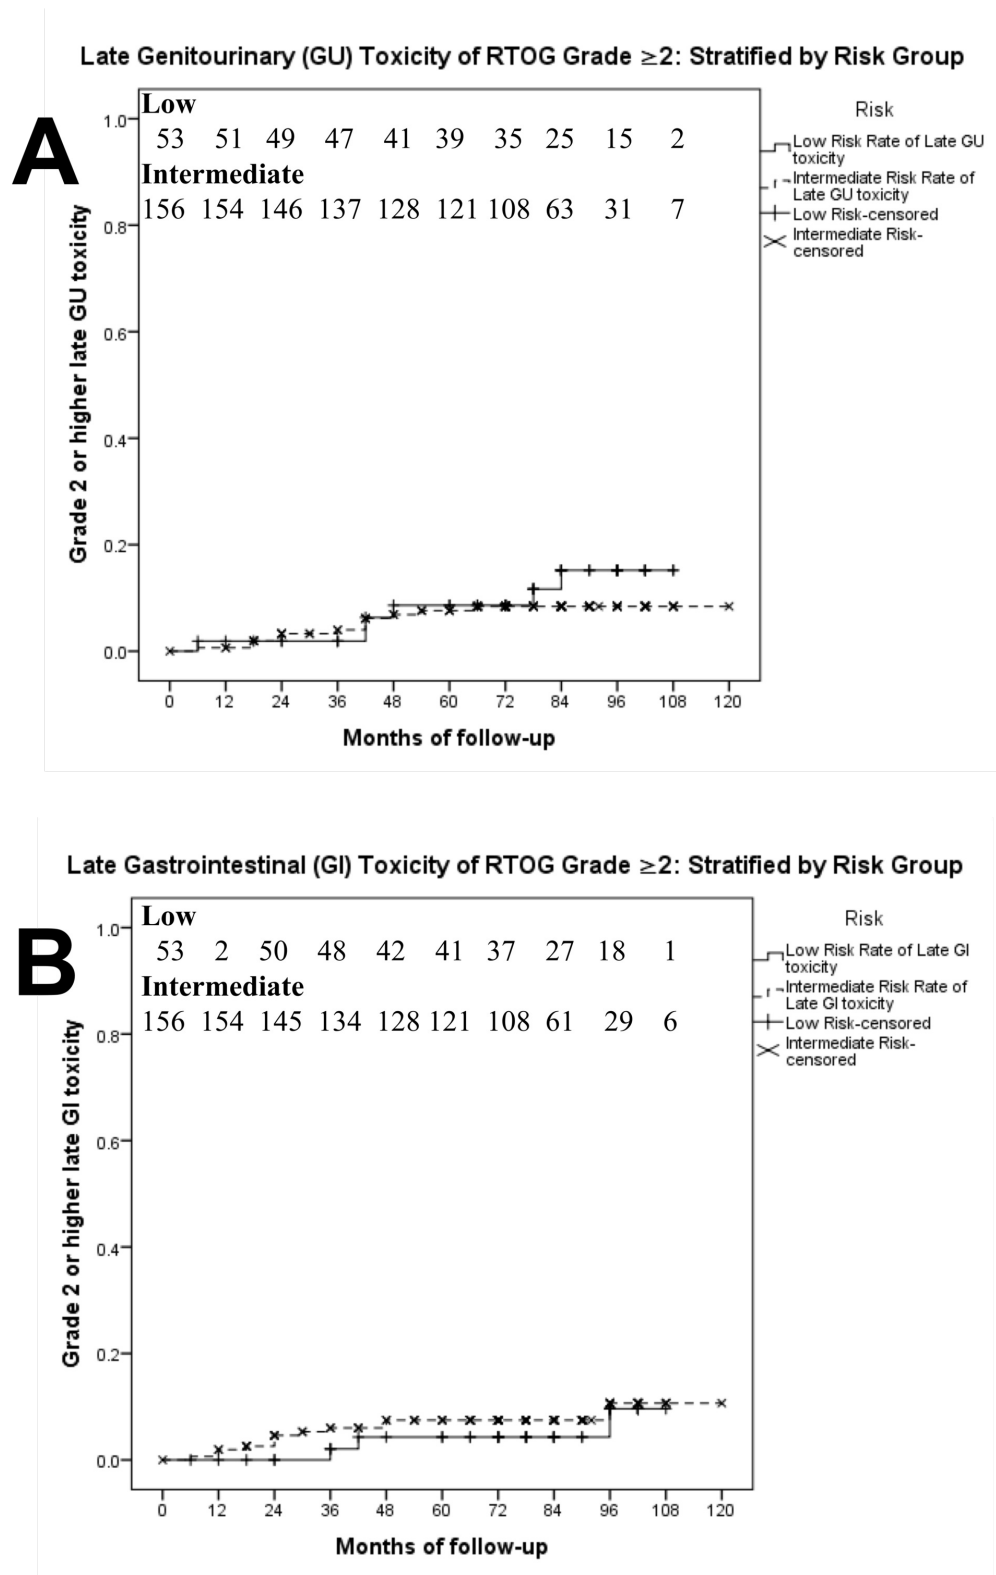 Late Genitourinary (GU) Toxicity of RTOG Grade ≥2: Stratified by Risk Group
A
Low
53 51 49 47 41 39 35 25 15 2
Intermediate
156 154 146 137 128 121 108 63 31 7
Risk
Low Risk Rate of Late GU
toxicity
Intermediate Risk Rate of
Late GU toxicity
Low Risk-censored
Intermediate Risk-
censored
Grade 2 or higher late GU toxicity
1.0
0.8
0.6
0.4
0.2
0.0
0 12 24 36 48 60 72 84 96 108 120
Months of follow-up
Late Gastrointestinal (GI) Toxicity of RTOG Grade ≥2: Stratified by Risk Group
B
Low
53 2 50 48 42 41 37 27 18 1
Intermediate
156 154 145 134 128 121 108 61 29 6
Risk
Low Risk Rate of Late GI
toxicity
Intermediate Risk Rate of
Late GI toxicity
Low Risk-censored
Intermediate Risk-
censored
Grade 2 or higher late GI toxicity
1.0
0.8
0.6
0.4
0.2
0.0
0 12 24 36 48 60 72 84 96 108 120
Months of follow-up